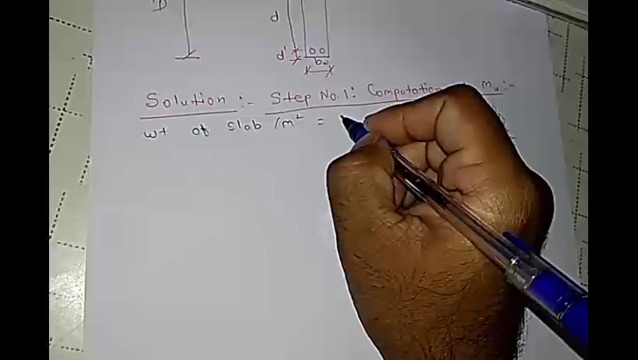 D
d
d'
bw
Solution :- Step No.1: Computation Mu :-
wt of slab /m² =